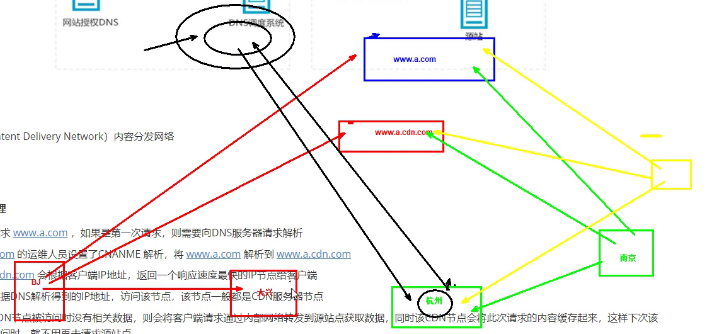 网站授权DNS
DNS调度系统
源站
www.a.com
www.a.cdn.com
tent Delivery Network）内容分发网络
理
求 www.a.com ，如果是第一次请求，则需要向DNS服务器请求解析
om 的运维人员设置了CNANME 解析，将 www.a.com 解析到 www.a.cdn.com
dn.com 会根据客户端IP地址，返回一个响应速度最快的IP节点给客户端
据DNS解析得到的IP地址，访问该节点，该节点一般都是CDN服务器节点
DN节点被访问时没有相关数据，则会将客户端请求通过内部网络转发到源站点获取数据，同时该CDN节点会将此次请求的内容缓存起来，这样下次该
BJ
大兴
杭州
南京